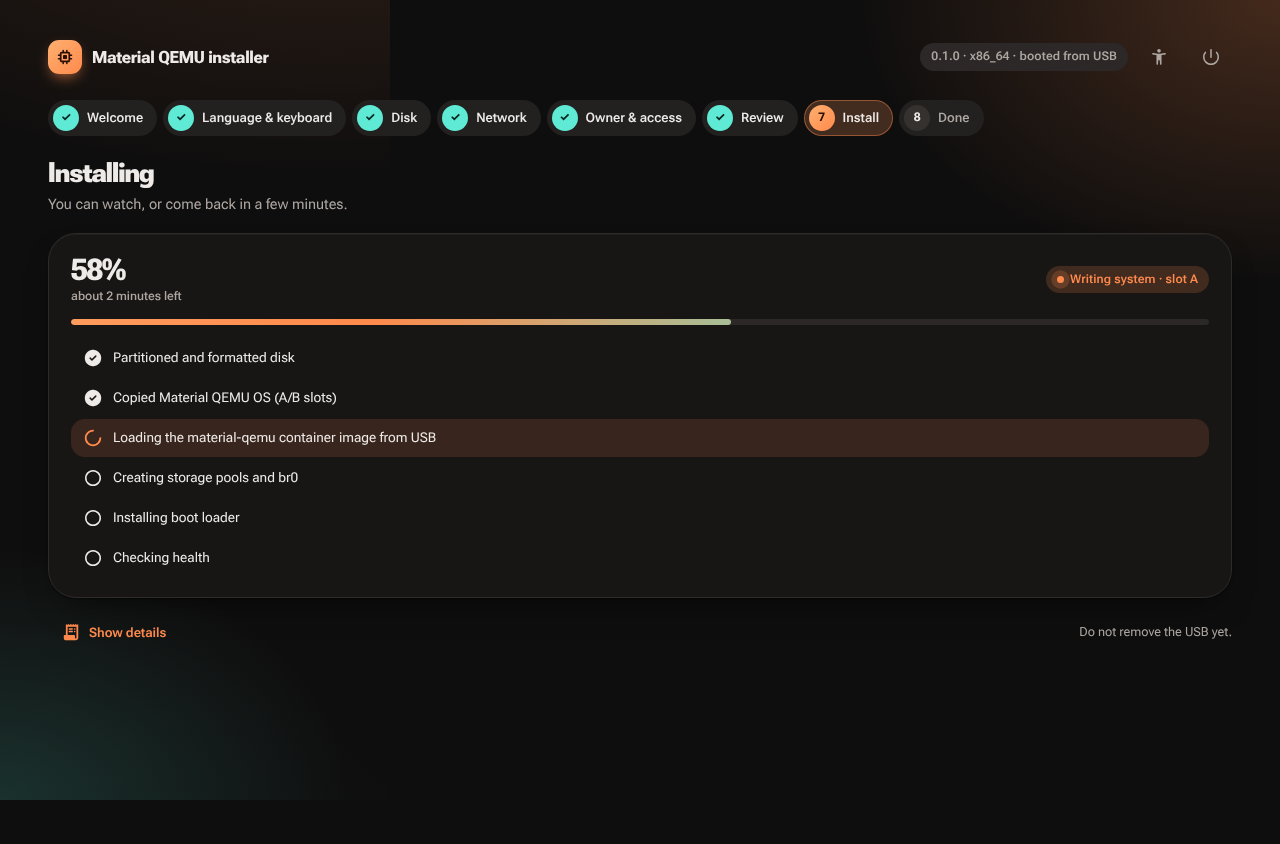 Material QEMU installer
0.1.0 · x86_64 · booted from USB
Welcome
Language & keyboard
Disk
Network
Owner & access
Review
7 Install
8 Done
Installing
You can watch, or come back in a few minutes.
58%
about 2 minutes left
Writing system · slot A
Partitioned and formatted disk
Copied Material QEMU OS (A/B slots)
Loading the material-qemu container image from USB
Creating storage pools and br0
Installing boot loader
Checking health
Show details
Do not remove the USB yet.